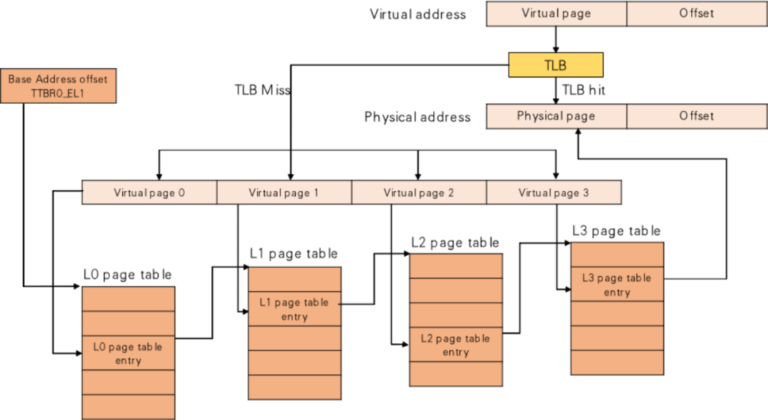 Virtual address
Virtual page
Offset
TLB
Base Address offset
TTBR0_EL1
TLB Miss
TLB hit
Physical address
Physical page
Offset
Virtual page 0
Virtual page 1
Virtual page 2
Virtual page 3
L0 page table
L1 page table
L2 page table
L3 page table
L0 page table
entry
L1 page table
entry
L2 page table
entry
L3 page table
entry